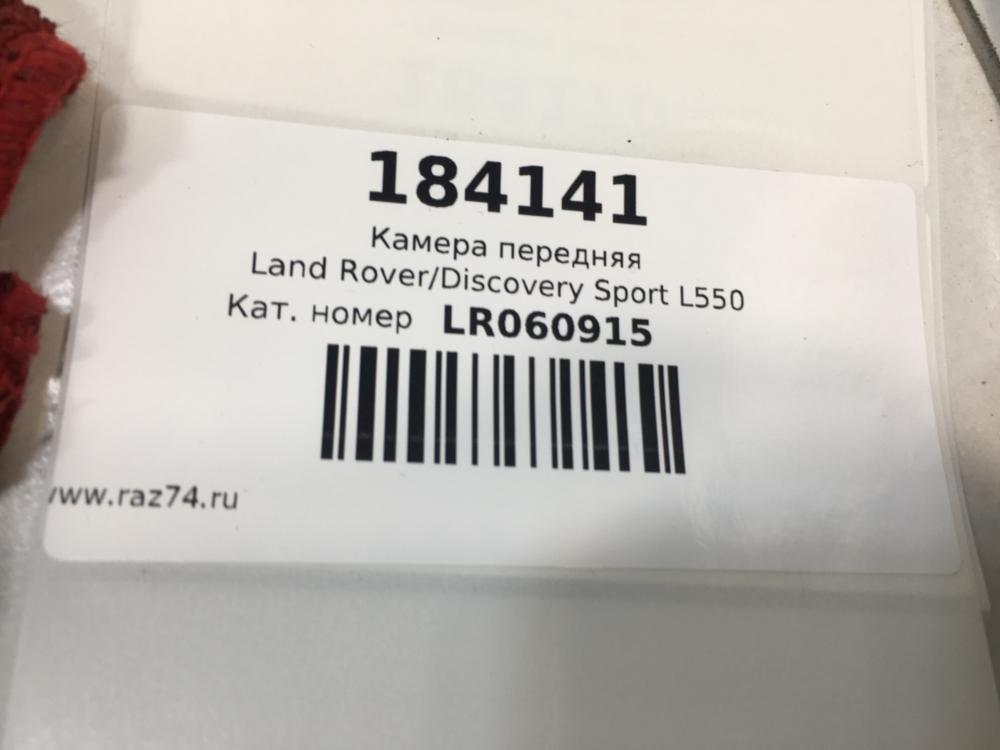 184141
Камера передняя
Land Rover/Discovery Sport L550
Кат. номер LR060915
www.raz74.ru